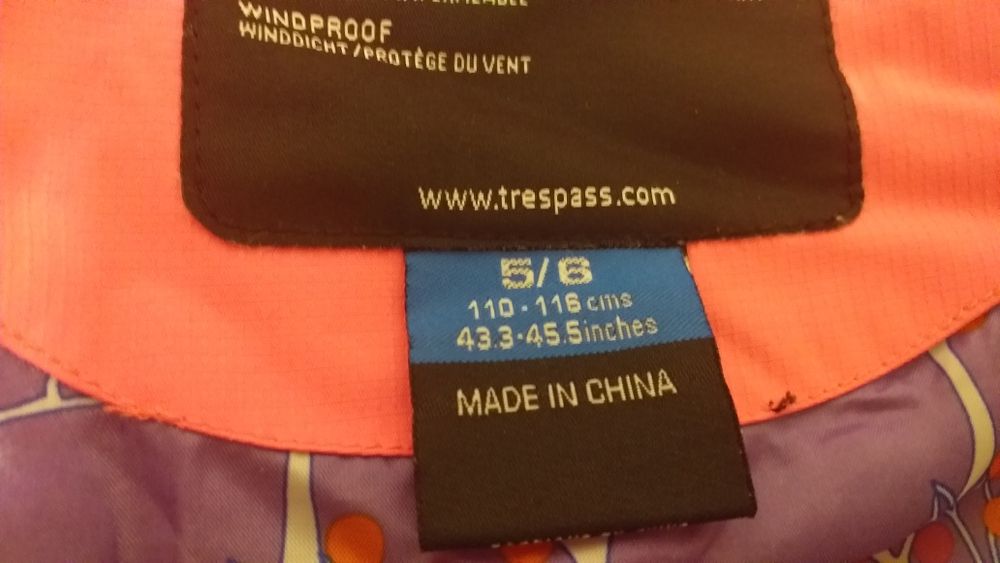 WINDPROOF
WINDDICHT/PROTÈGE DU VENT
www.trespass.com
5/6
110-116 cms
43.3-45.5inches
MADE IN CHINA